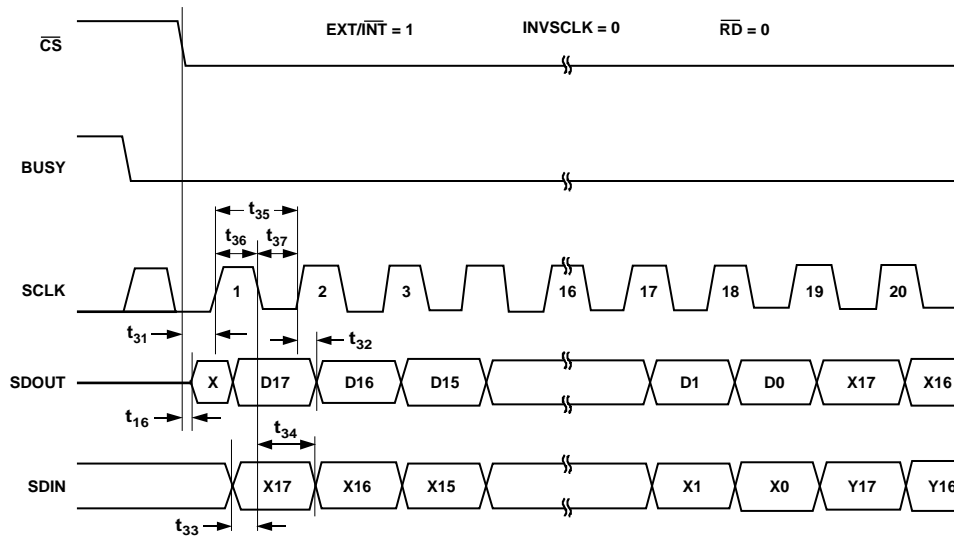 EXT/INT = 1 INVSCLK = 0 RD = 0
CS
BUSY
t35
t36 t37
SCLK 1 2 3 16 17 18 19 20
t31 t32
SDOUT X D17 D16 D15 D1 D0 X17 X16
t16 t34
SDIN X17 X16 X15 X1 X0 Y17 Y16
t33